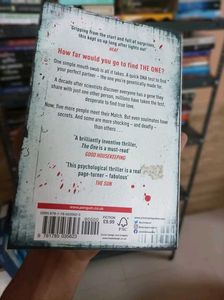 'Gripping from the start and full of surprises,
this kept us up long after lights out'
HEAT
How far would you go to find THE ONE?
One simple mouth swab is all it takes. A quick DNA test to find
your perfect partner – the one you're genetically made for.
A decade after scientists discover everyone has a gene they
share with just one other person, millions have taken the test,
desperate to find true love.
Now, five more people meet their Match. But even soulmates have
secrets. And some are more shocking – and deadly –
than others . . .
'A brilliantly inventive thriller,
The One is a must-read'
GOOD HOUSEKEEPING
'This psychological thriller is a real
page-turner – fabulous'
THE SUN
FICTION
£8.99
FSC